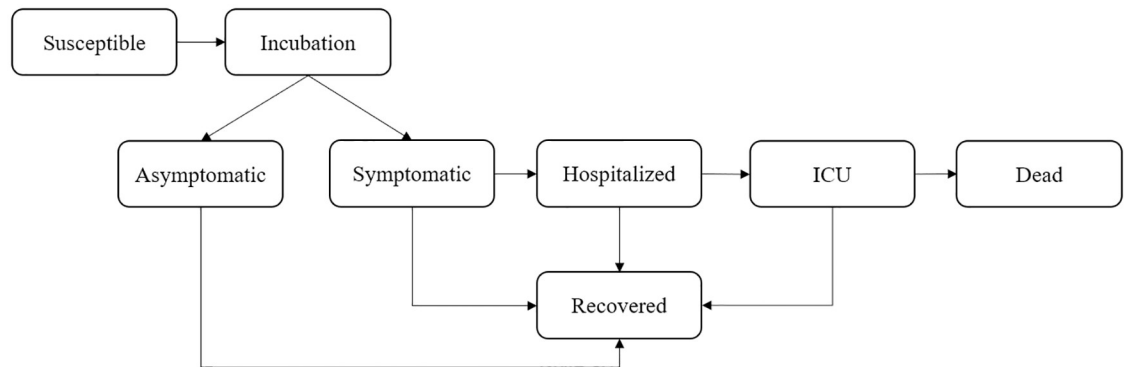 Susceptible
Incubation
Asymptomatic
Symptomatic
Hospitalized
ICU
Dead
Recovered